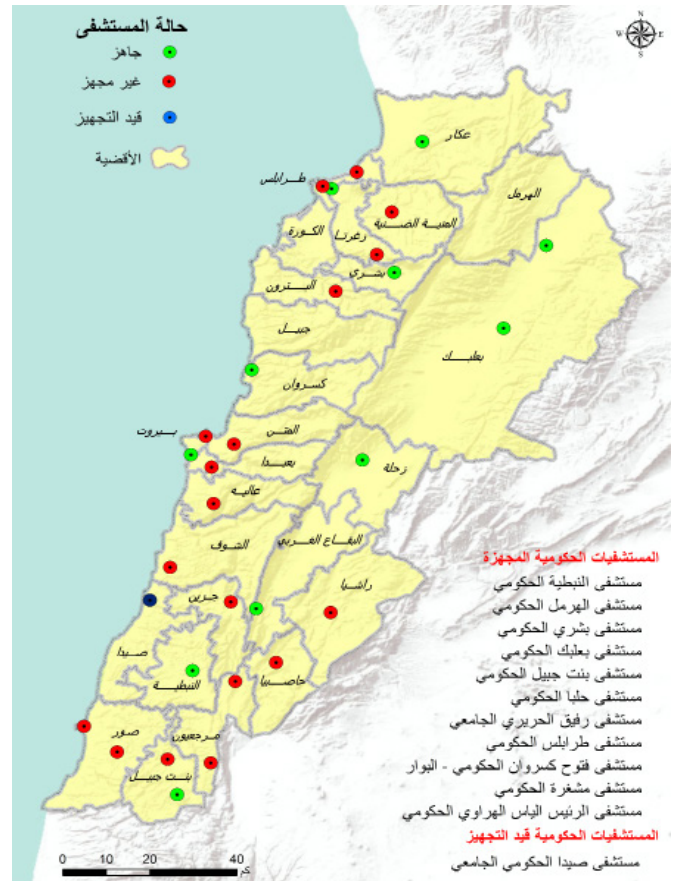 حالة المستشفى
جاهز
غير مجهز
قيد التجهيز
الأقضية
N
W
E
S
عكار
طرابلس
الهرمل
المنية الضنية
زغرتا
الكورة
بشري
البترون
جبيل
بعلبك
كسروان
المتن
بيروت
بعبدا
زحلة
عاليه
الشوف
البقاع الغربي
راشيا
جزين
صيدا
النبطية
حاصبيا
صور
مرجعيون
بنت جبيل
المستشفيات الحكومية المجهزة
مستشفى النبطية الحكومي
مستشفى الهرمل الحكومي
مستشفى بشري الحكومي
مستشفى بعلبك الحكومي
مستشفى بنت جبيل الحكومي
مستشفى حلبا الحكومي
مستشفى رفيق الحريري الجامعي
مستشفى طرابلس الحكومي
مستشفى فتوح كسروان الحكومي - البوار
مستشفى مشغرة الحكومي
مستشفى الرئيس الياس الهراوي الحكومي
المستشفيات الحكومية قيد التجهيز
مستشفى صيدا الحكومي الجامعي
0 10 20 40
كم